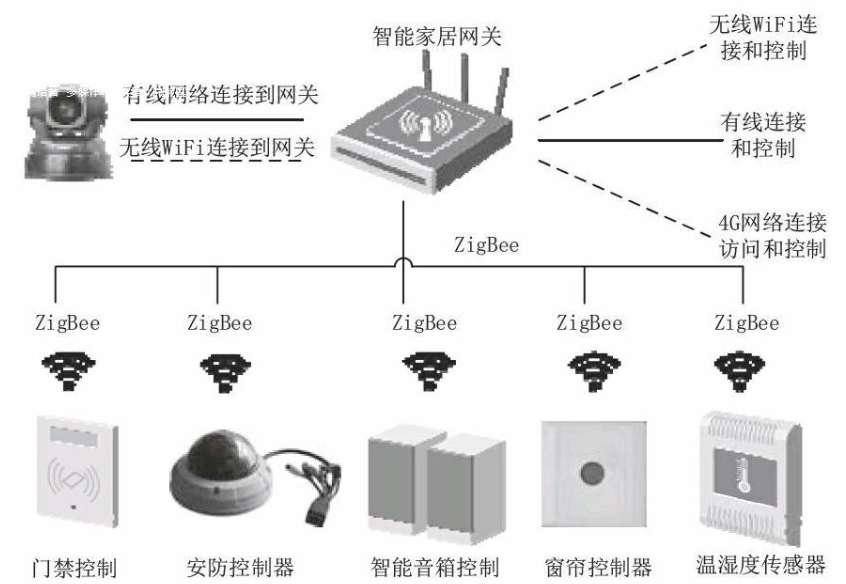 智能家居网关
无线WiFi连
接和控制
有线网络连接到网关
无线WiFi连接到网关
有线连接
和控制
4G网络连接
访问和控制
ZigBee
ZigBee
ZigBee
ZigBee
ZigBee
ZigBee
门禁控制
安防控制器
智能音箱控制
窗帘控制器
温湿度传感器